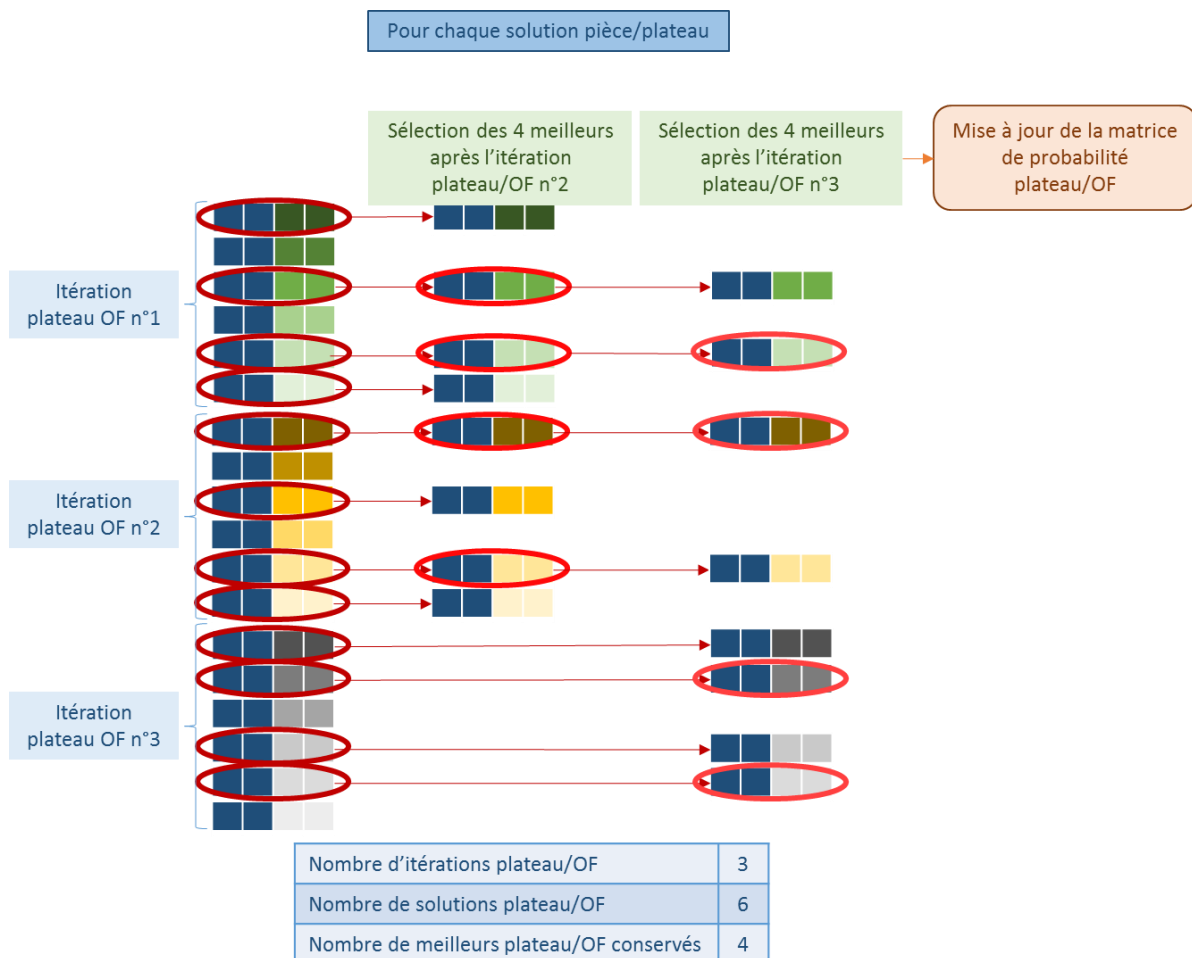 Pour chaque solution pièce/plateau
Sélection des 4 meilleurs
après l’itération
plateau/OF n°2
Sélection des 4 meilleurs
après l’itération
plateau/OF n°3
Mise à jour de la matrice
de probabilité
plateau/OF
Itération
plateau OF n°1
Itération
plateau OF n°2
Itération
plateau OF n°3
Nombre d’itérations plateau/OF 3
Nombre de solutions plateau/OF 6
Nombre de meilleurs plateau/OF conservés 4